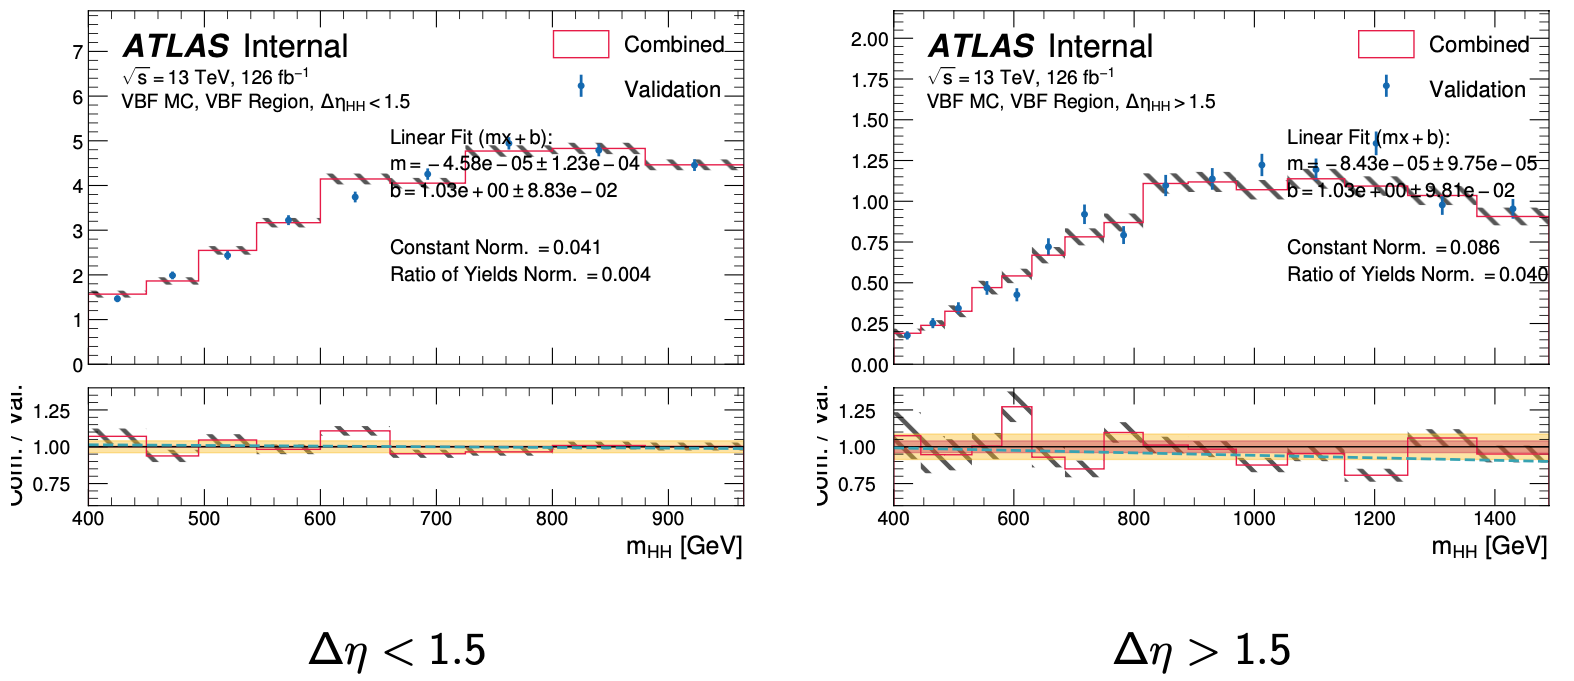 ATLAS Internal
√s = 13 TeV, 126 fb⁻¹
VBF MC, VBF Region, Δη_HH < 1.5
Combined
Validation
Linear Fit (mx + b):
m = −4.58e − 05 ± 1.23e − 04
b = 1.03e + 00 ± 8.83e − 02
Constant Norm. = 0.041
Ratio of Yields Norm. = 0.004
7
6
5
4
3
2
1
0
Com. / Val.
1.25
1.00
0.75
400 500 600 700 800 900
m_HH [GeV]
Δη < 1.5
ATLAS Internal
√s = 13 TeV, 126 fb⁻¹
VBF MC, VBF Region, Δη_HH > 1.5
Combined
Validation
Linear Fit (mx + b):
m = −8.43e − 05 ± 9.75e − 05
b = 1.03e + 00 ± 9.81e − 02
Constant Norm. = 0.086
Ratio of Yields Norm. = 0.040
2.00
1.75
1.50
1.25
1.00
0.75
0.50
0.25
0.00
Com. / Val.
1.25
1.00
0.75
400 600 800 1000 1200 1400
m_HH [GeV]
Δη > 1.5